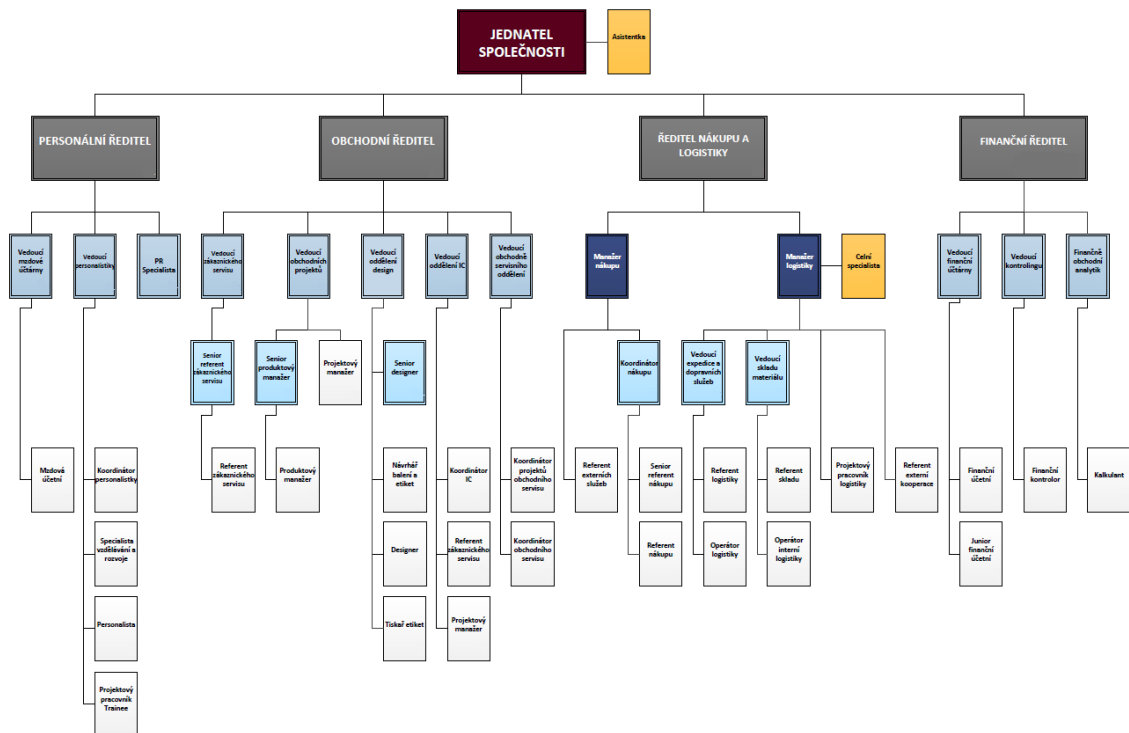 JEDNATEL
SPOLEČNOSTI
Asistentka
PERSONÁLNÍ ŘEDITEL
OBCHODNÍ ŘEDITEL
ŘEDITEL NÁKUPU A
LOGISTIKY
FINANČNÍ ŘEDITEL
Vedoucí
mzdové
účtárny
Vedoucí
personalistiky
PR
Specialista
Vedoucí
zákaznického
servisu
Vedoucí
obchodních
projektů
Vedoucí
oddělení
design
Vedoucí
oddělení IC
Vedoucí
obchodně
servisního
oddělení
Manažer
nákupu
Manažer
logistiky
Celní
specialista
Vedoucí
finanční
účtárny
Vedoucí
kontrolingu
Finančně
obchodní
analytik
Senior
referent
zákaznického
servisu
Senior
produktový
manažer
Projektový
manažer
Senior
designer
Koordinátor
nákupu
Vedoucí
expedice a
dopravních
služeb
Vedoucí
skladu
materiálu
Mzdová
účetní
Koordinátor
personalistky
Referent
zákaznického
servisu
Produktový
manažer
Návrhář
balení a
etiket
Koordinátor
IC
Koordinátor
projektů
obchodního
servisu
Referent
externích
služeb
Senior
referent
nákupu
Referent
logistiky
Referent
skladu
Projektový
pracovník
logistiky
Referent
externí
kooperace
Finanční
účetní
Finanční
kontrolor
Kalkulant
Specialista
vzdělávání a
rozvoje
Designer
Referent
zákaznického
servisu
Koordinátor
obchodního
servisu
Referent
nákupu
Operátor
logistiky
Operátor
interní
logistiky
Junior
finanční
účetní
Personalista
Tiskař etiket
Projektový
manažer
Projektový
pracovník
Trainee